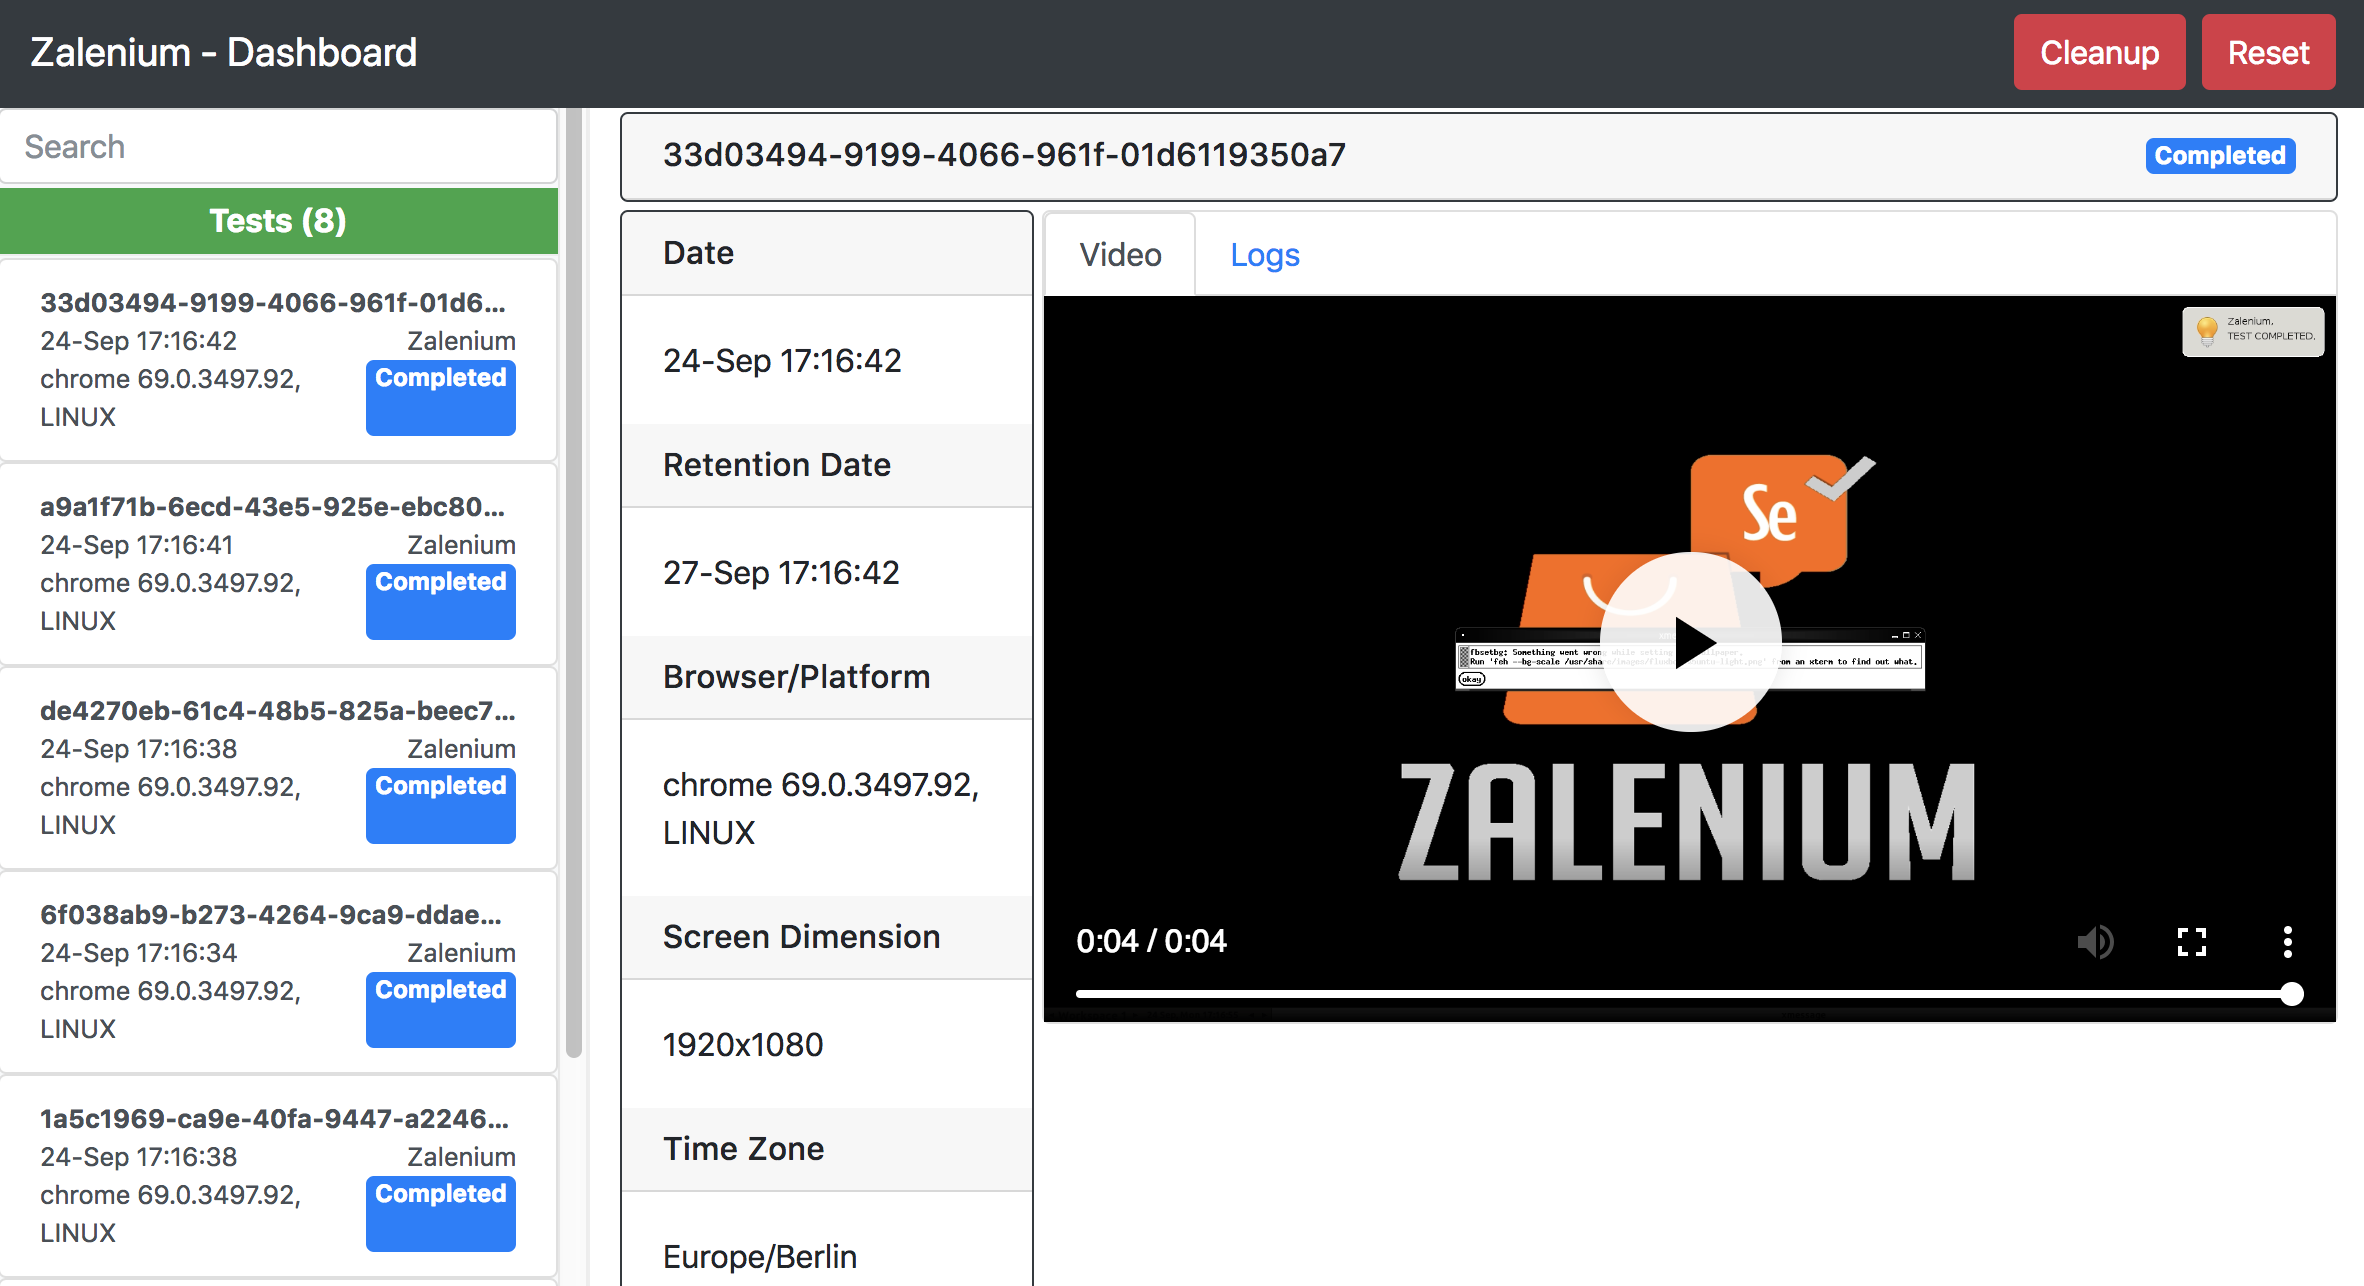 Zalenium - Dashboard
Cleanup
Reset
Search
Tests (8)
33d03494-9199-4066-961f-01d6...
24-Sep 17:16:42
Zalenium
chrome 69.0.3497.92,
LINUX
Completed
a9a1f71b-6ecd-43e5-925e-ebc80...
24-Sep 17:16:41
Zalenium
chrome 69.0.3497.92,
LINUX
Completed
de4270eb-61c4-48b5-825a-beec7...
24-Sep 17:16:38
Zalenium
chrome 69.0.3497.92,
LINUX
Completed
6f038ab9-b273-4264-9ca9-ddae...
24-Sep 17:16:34
Zalenium
chrome 69.0.3497.92,
LINUX
Completed
1a5c1969-ca9e-40fa-9447-a2246...
24-Sep 17:16:38
Zalenium
chrome 69.0.3497.92,
LINUX
Completed
33d03494-9199-4066-961f-01d6119350a7
Completed
Date
24-Sep 17:16:42
Retention Date
27-Sep 17:16:42
Browser/Platform
chrome 69.0.3497.92,
LINUX
Screen Dimension
1920x1080
Time Zone
Europe/Berlin
Video
Logs
Zalenium,
TEST COMPLETED.
Se
fbsetbg: Something went wrong while setting
Run 'feh --bg-scale from an xterm to find out what.
okay
ZALENIUM
0:04 / 0:04